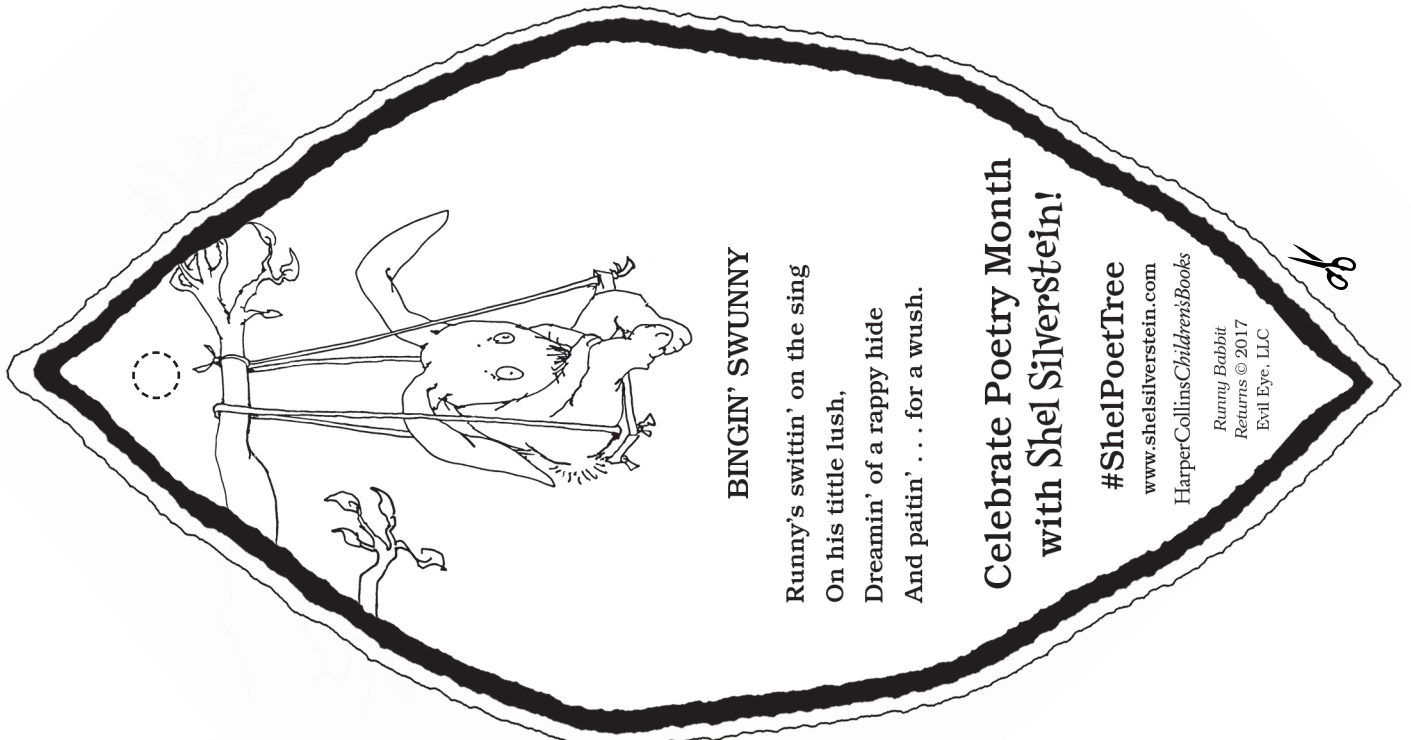 BINGIN' SWUNNY
Runny's swittin' on the sing
On his tittle lush,
Dreamin' of a rappy hide
And paitin' . . . for a wush.
Celebrate Poetry Month
with Shel Silverstein!
#ShelPoetTree
www.shelsilverstein.com
HarperCollinsChildren'sBooks
Runny Babbit
Returns © 2017
Evil Eye, LLC